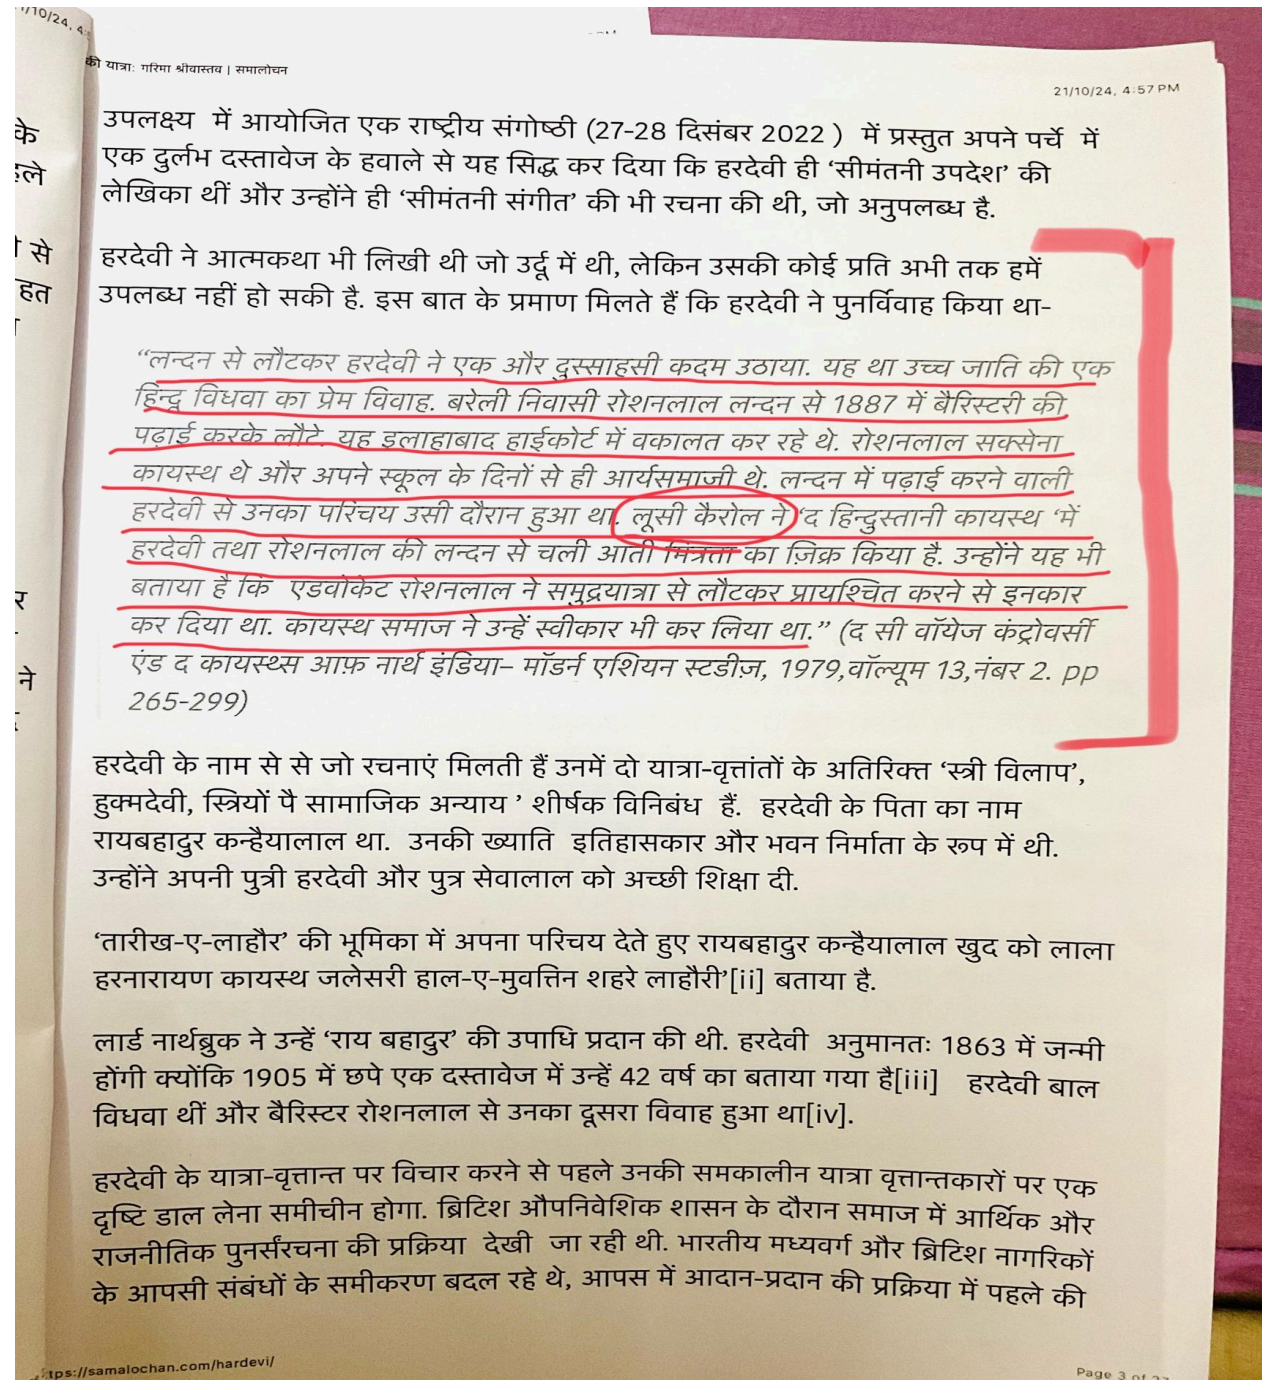 1/10/24, 4:
के
हले
से
हत
र
ने
की यात्रा: गरिमा श्रीवास्तव | समालोचन
21/10/24, 4:57 PM
उपलक्ष्य में आयोजित एक राष्ट्रीय संगोष्ठी (27-28 दिसंबर 2022 ) में प्रस्तुत अपने पर्चे में
एक दुर्लभ दस्तावेज के हवाले से यह सिद्ध कर दिया कि हरदेवी ही ‘सीमंतनी उपदेश’ की
लेखिका थीं और उन्होंने ही ‘सीमंतनी संगीत’ की भी रचना की थी, जो अनुपलब्ध है.
हरदेवी ने आत्मकथा भी लिखी थी जो उर्दू में थी, लेकिन उसकी कोई प्रति अभी तक हमें
उपलब्ध नहीं हो सकी है. इस बात के प्रमाण मिलते हैं कि हरदेवी ने पुनर्विवाह किया था-
“लन्दन से लौटकर हरदेवी ने एक और दुस्साहसी कदम उठाया. यह था उच्च जाति की एक
हिन्दू विधवा का प्रेम विवाह. बरेली निवासी रोशनलाल लन्दन से 1887 में बैरिस्टरी की
पढ़ाई करके लौटे. यह इलाहाबाद हाईकोर्ट में वकालत कर रहे थे. रोशनलाल सक्सेना
कायस्थ थे और अपने स्कूल के दिनों से ही आर्यसमाजी थे. लन्दन में पढ़ाई करने वाली
हरदेवी से उनका परिचय उसी दौरान हुआ था. लूसी कैरोल ने ‘द हिन्दुस्तानी कायस्थ ‘में
हरदेवी तथा रोशनलाल की लन्दन से चली आती मित्रता का ज़िक्र किया है. उन्होंने यह भी
बताया है कि एडवोकेट रोशनलाल ने समुद्रयात्रा से लौटकर प्रायश्चित करने से इनकार
कर दिया था. कायस्थ समाज ने उन्हें स्वीकार भी कर लिया था.” (द सी वॉयेज कंट्रोवर्सी
एंड द कायस्थ्स आफ़ नार्थ इंडिया– मॉडर्न एशियन स्टडीज़, 1979,वॉल्यूम 13,नंबर 2. pp
265-299)
हरदेवी के नाम से से जो रचनाएं मिलती हैं उनमें दो यात्रा-वृत्तांतों के अतिरिक्त ‘स्त्री विलाप’,
हुक्मदेवी, स्त्रियों पै सामाजिक अन्याय ’ शीर्षक विनिबंध हैं. हरदेवी के पिता का नाम
रायबहादुर कन्हैयालाल था. उनकी ख्याति इतिहासकार और भवन निर्माता के रूप में थी.
उन्होंने अपनी पुत्री हरदेवी और पुत्र सेवालाल को अच्छी शिक्षा दी.
‘तारीख-ए-लाहौर’ की भूमिका में अपना परिचय देते हुए रायबहादुर कन्हैयालाल खुद को लाला
हरनारायण कायस्थ जलेसरी हाल-ए-मुवत्तिन शहरे लाहौरी’[ii] बताया है.
लार्ड नार्थब्रुक ने उन्हें ‘राय बहादुर’ की उपाधि प्रदान की थी. हरदेवी अनुमानतः 1863 में जन्मी
होंगी क्योंकि 1905 में छपे एक दस्तावेज में उन्हें 42 वर्ष का बताया गया है[iii] हरदेवी बाल
विधवा थीं और बैरिस्टर रोशनलाल से उनका दूसरा विवाह हुआ था[iv].
हरदेवी के यात्रा-वृत्तान्त पर विचार करने से पहले उनकी समकालीन यात्रा वृत्तान्तकारों पर एक
दृष्टि डाल लेना समीचीन होगा. ब्रिटिश औपनिवेशिक शासन के दौरान समाज में आर्थिक और
राजनीतिक पुनर्संरचना की प्रक्रिया देखी जा रही थी. भारतीय मध्यवर्ग और ब्रिटिश नागरिकों
के आपसी संबंधों के समीकरण बदल रहे थे, आपस में आदान-प्रदान की प्रक्रिया में पहले की
tps://samalochan.com/hardevi/
Page 3 of